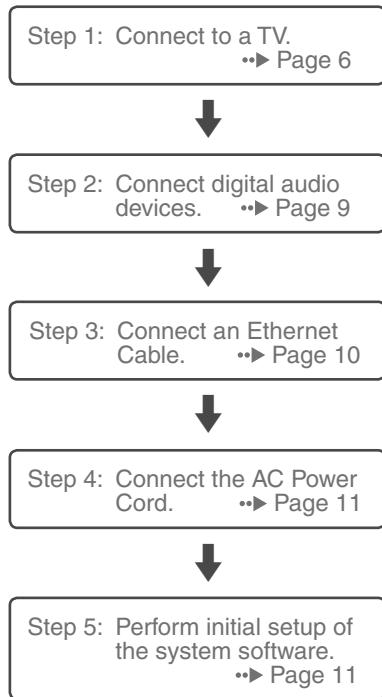 Step 1: Connect to a TV.
••▶ Page 6
Step 2: Connect digital audio
devices. ••▶ Page 9
Step 3: Connect an Ethernet
Cable. ••▶ Page 10
Step 4: Connect the AC Power
Cord. ••▶ Page 11
Step 5: Perform initial setup of
the system software.
••▶ Page 11